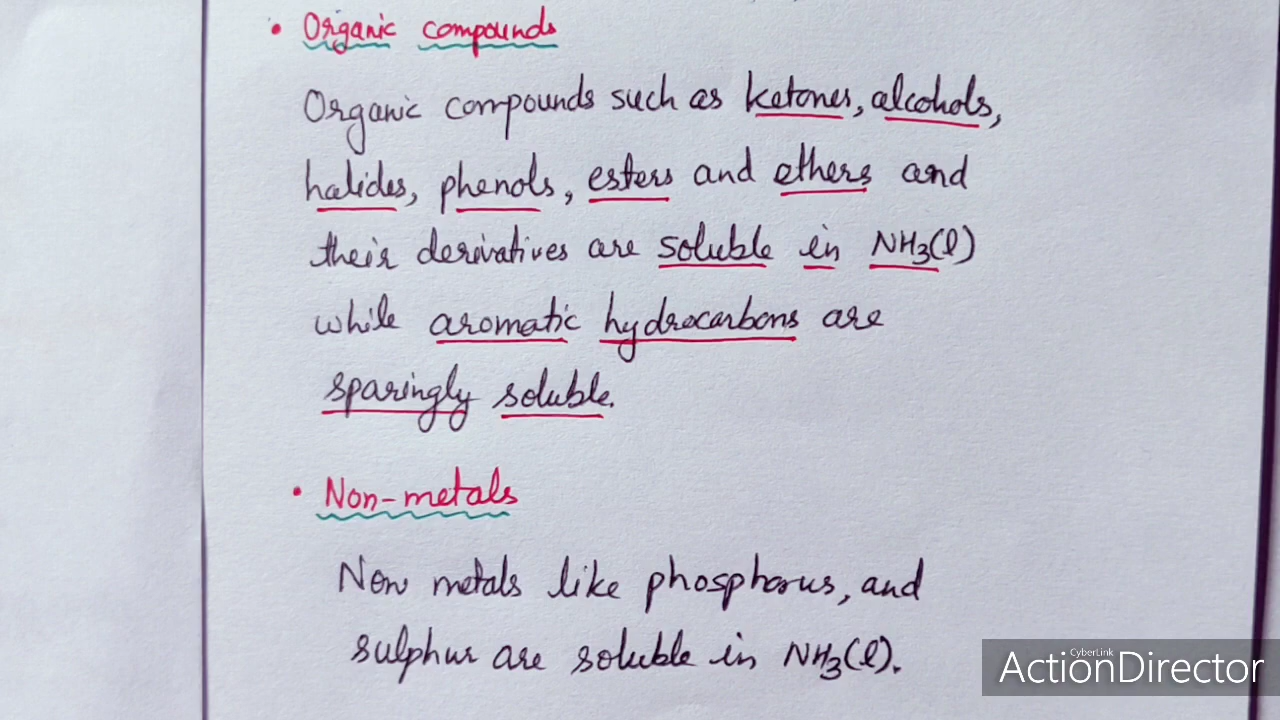 • Organic compounds
Organic compounds such as ketones, alcohols,
halides, phenols, esters and ethers and
their derivatives are soluble in NH3(l)
while aromatic hydrocarbons are
sparingly soluble.
• Non-metals
Non metals like phosphorus, and
sulphur are soluble in NH3(l).
CyberLink
ActionDirector